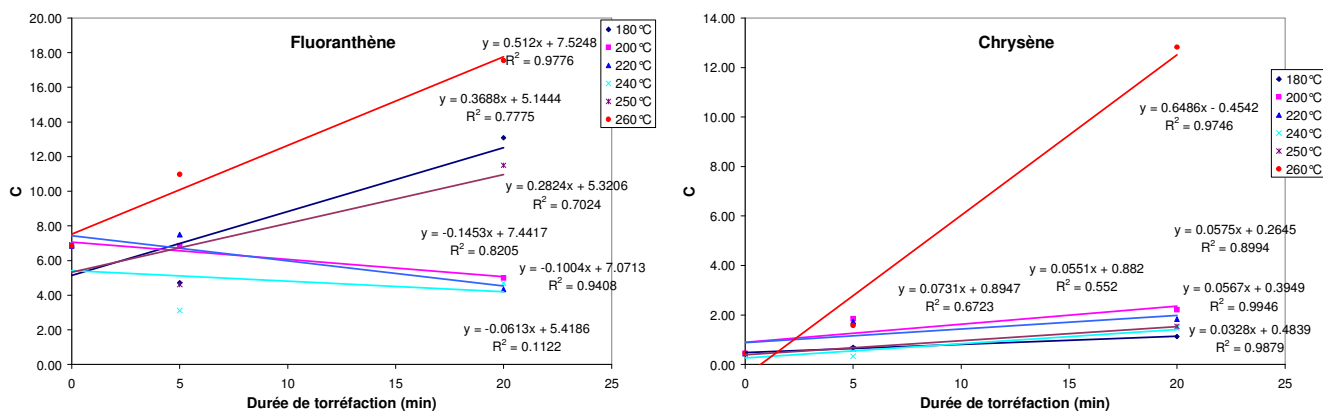 Fluoranthène
20.00
18.00
16.00
14.00
12.00
10.00
8.00
6.00
4.00
2.00
0.00
C
0
5
10
15
20
25
Durée de torréfaction (min)
y = 0.512x + 7.5248
R² = 0.9776
y = 0.3688x + 5.1444
R² = 0.7775
y = 0.2824x + 5.3206
R² = 0.7024
y = -0.1453x + 7.4417
R² = 0.8205
y = -0.1004x + 7.0713
R² = 0.9408
y = -0.0613x + 5.4186
R² = 0.1122
180°C
200°C
220°C
240°C
250°C
260°C
Chrysène
14.00
12.00
10.00
8.00
6.00
4.00
2.00
0.00
C
0
5
10
15
20
25
Durée de torréfaction (min)
y = 0.6486x - 0.4542
R² = 0.9746
y = 0.0575x + 0.2645
R² = 0.8994
y = 0.0551x + 0.882
R² = 0.552
y = 0.0731x + 0.8947
R² = 0.6723
y = 0.0567x + 0.3949
R² = 0.9946
y = 0.0328x + 0.4839
R² = 0.9879
180°C
200°C
220°C
240°C
250°C
260°C